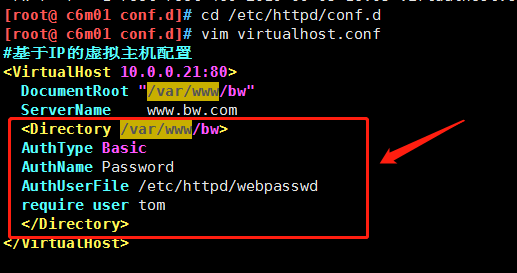 [root@ c6m01 conf.d]# cd /etc/httpd/conf.d
[root@ c6m01 conf.d]# vim virtualhost.conf
#基于IP的虚拟主机配置
<VirtualHost 10.0.0.21:80>
DocumentRoot "/var/www/bw"
ServerName www.bw.com
<Directory /var/www/bw>
AuthType Basic
AuthName Password
AuthUserFile /etc/httpd/webpasswd
require user tom
</Directory>
</VirtualHost>